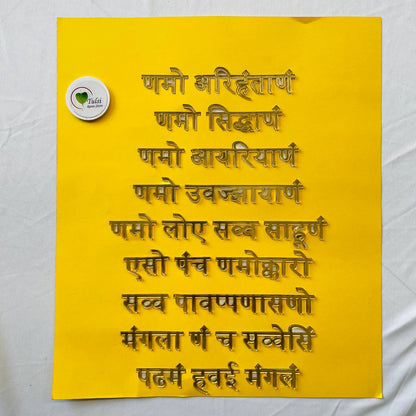 Tulsi
णमो अरिहंताणं
णमो सिद्धाणं
णमो आयरियाणं
णमो उवज्झायाणं
णमो लोए सव्व साहूणं
एसो पंच णमोक्कारो
सव्व पावप्पणासणो
मंगला णं च सव्वेसिं
पढमं हवई मंगलं